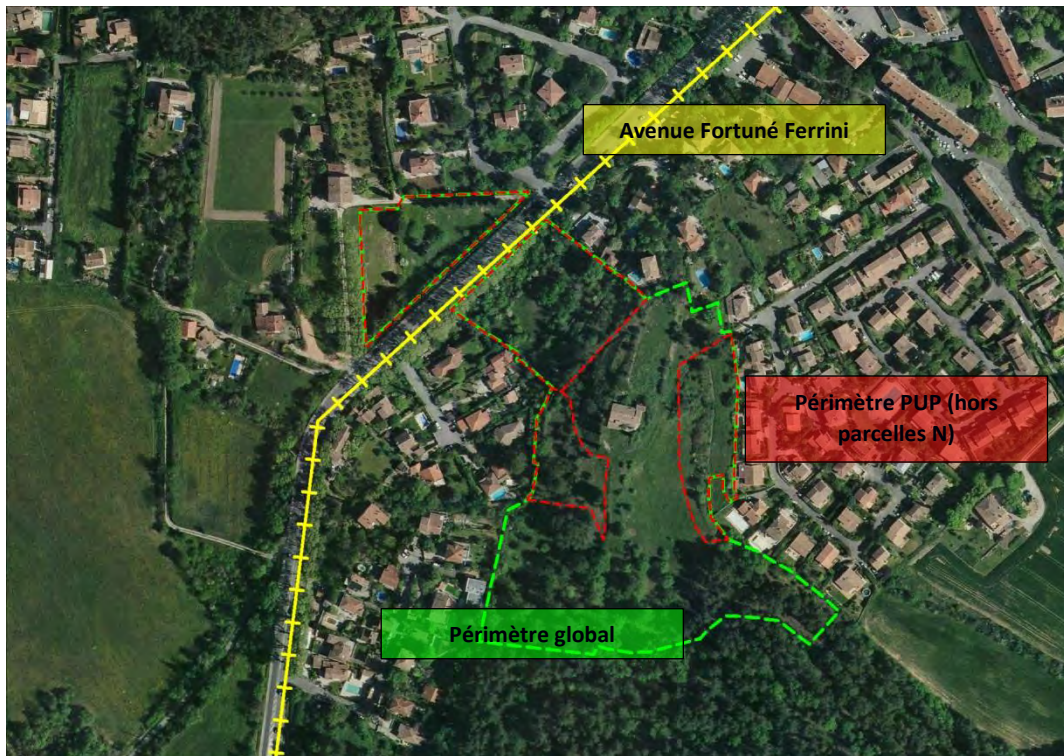 Avenue Fortuné Ferrini
Périmètre PUP (hors
parcelles N)
Périmètre global